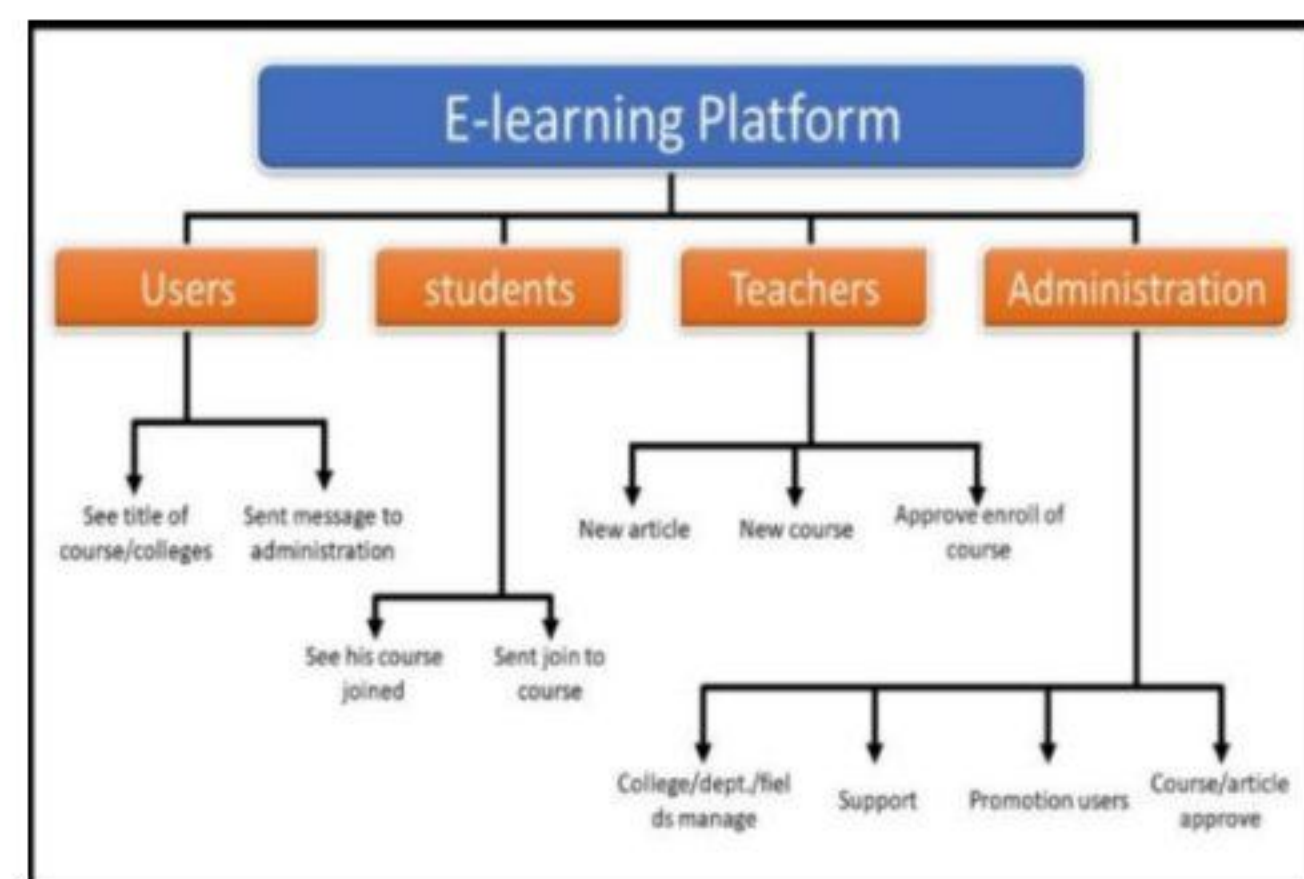 E-learning Platform
Users
students
Teachers
Administration
See title of
course/colleges
Sent message to
administration
New article
New course
Approve enroll of
course
See his course
joined
Sent join to
course
College/dept./fiel
ds manage
Support
Promotion users
Course/article
approve